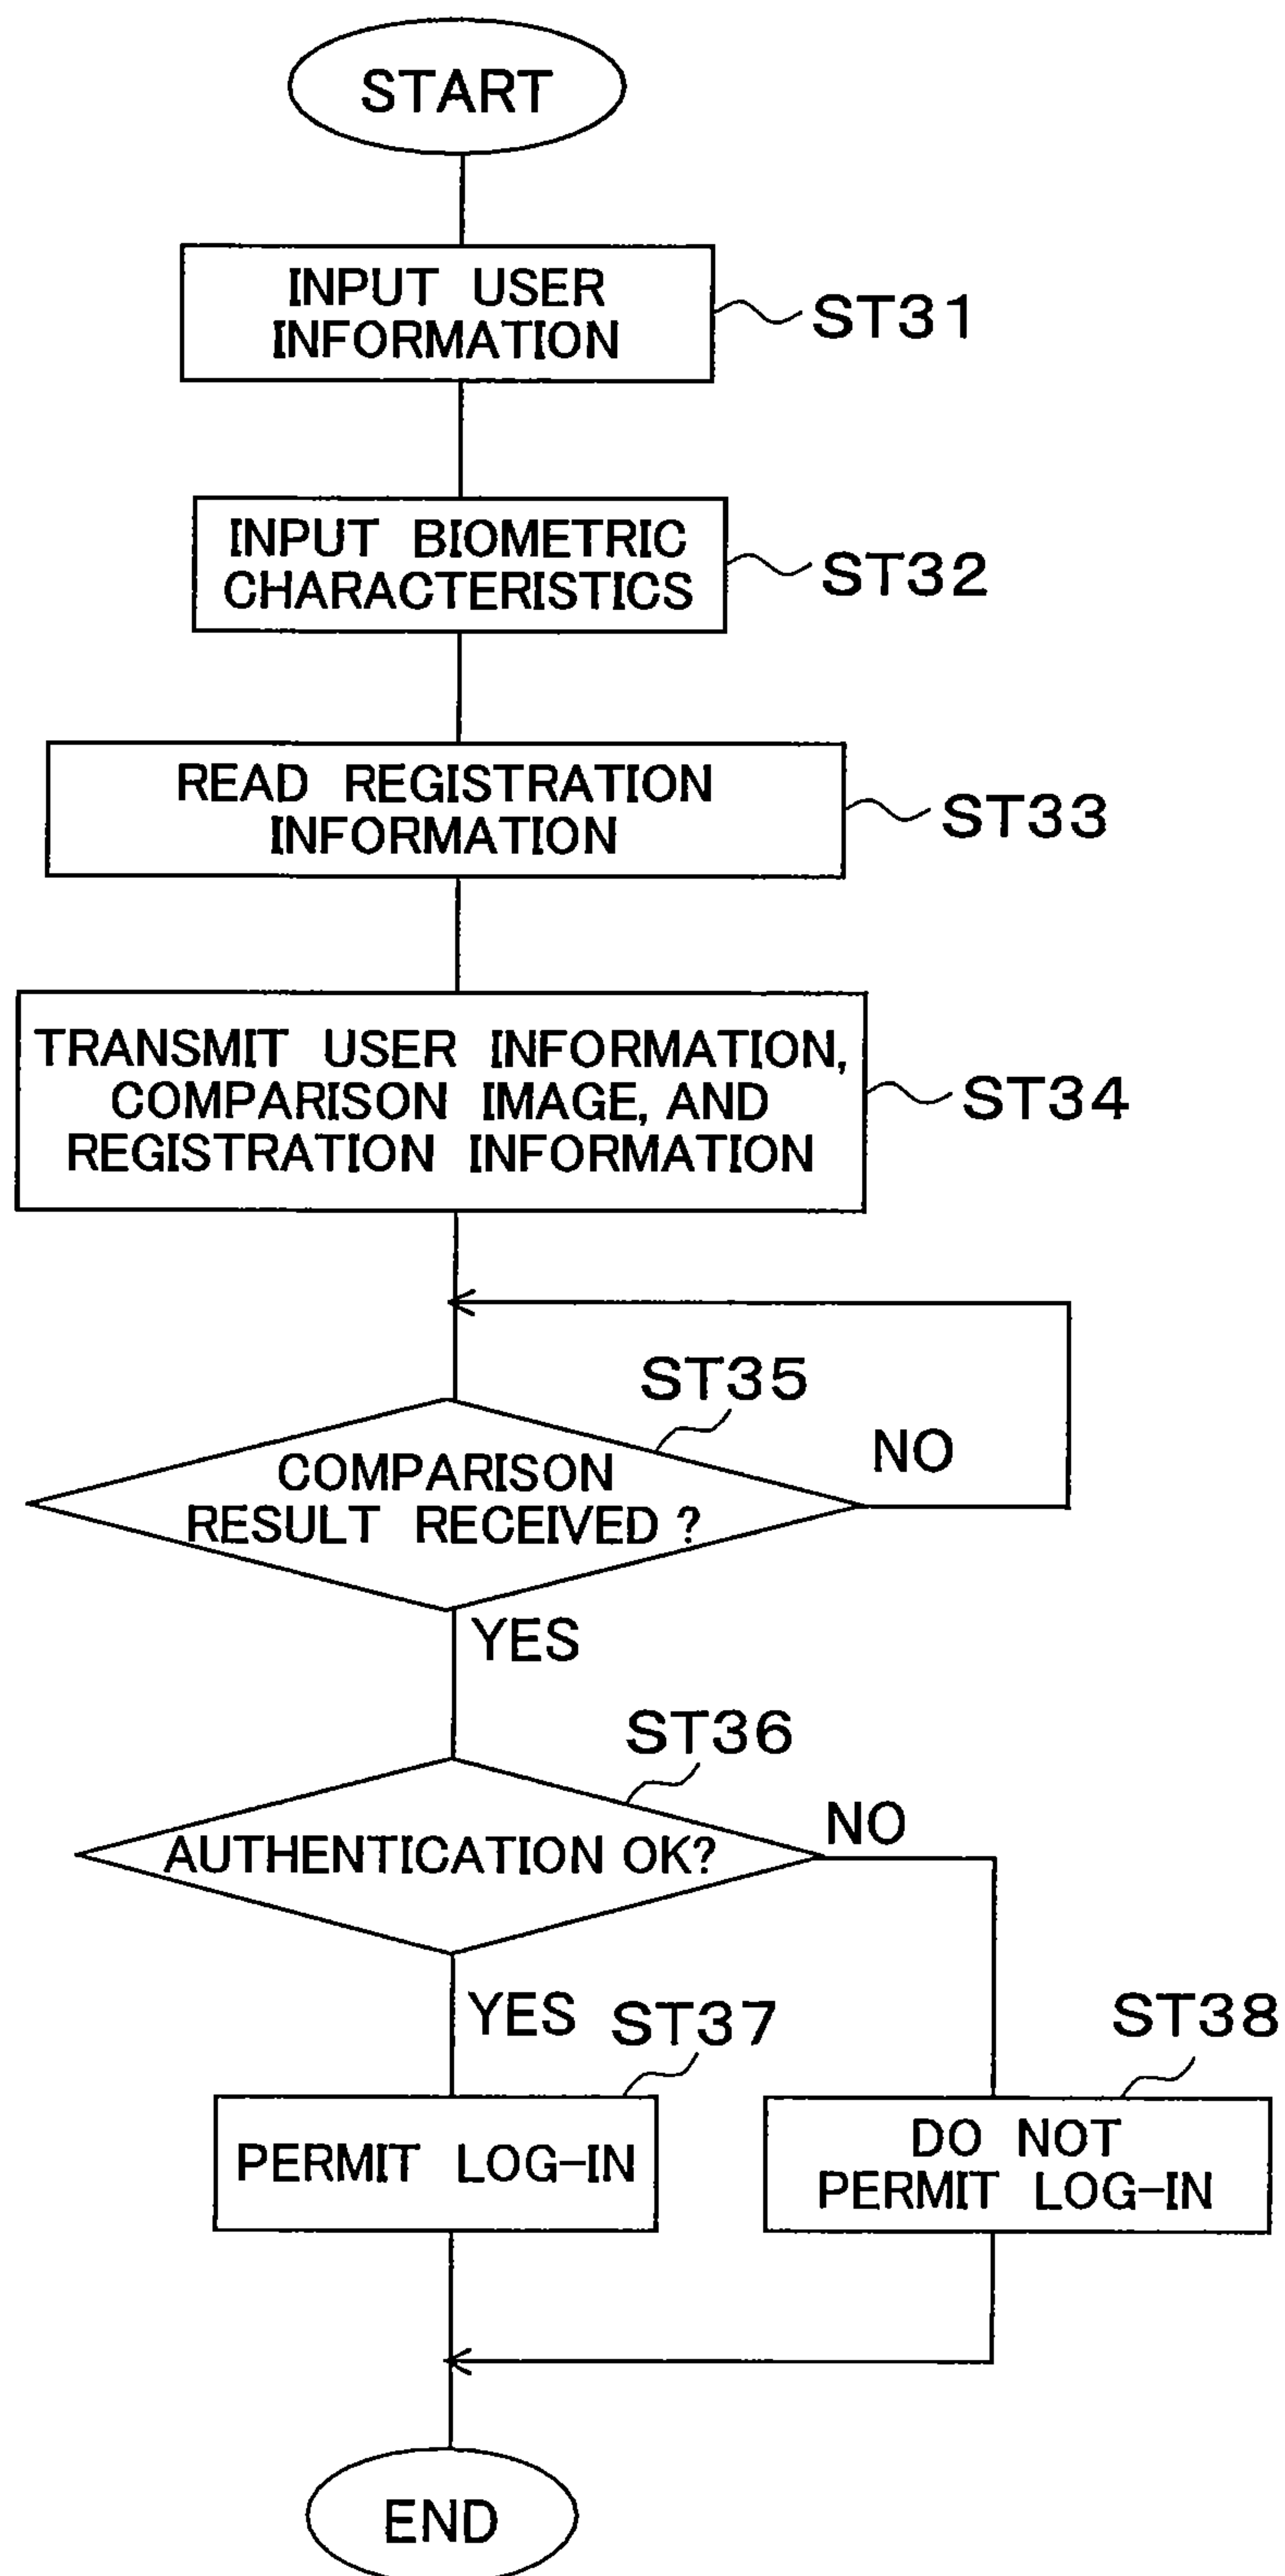 START
INPUT USER
INFORMATION
ST31
INPUT BIOMETRIC
CHARACTERISTICS
ST32
READ REGISTRATION
INFORMATION
ST33
TRANSMIT USER INFORMATION,
COMPARISON IMAGE, AND
REGISTRATION INFORMATION
ST34
ST35
COMPARISON
RESULT RECEIVED ?
NO
YES
ST36
AUTHENTICATION OK?
NO
YES
ST37
PERMIT LOG-IN
ST38
DO NOT
PERMIT LOG-IN
END